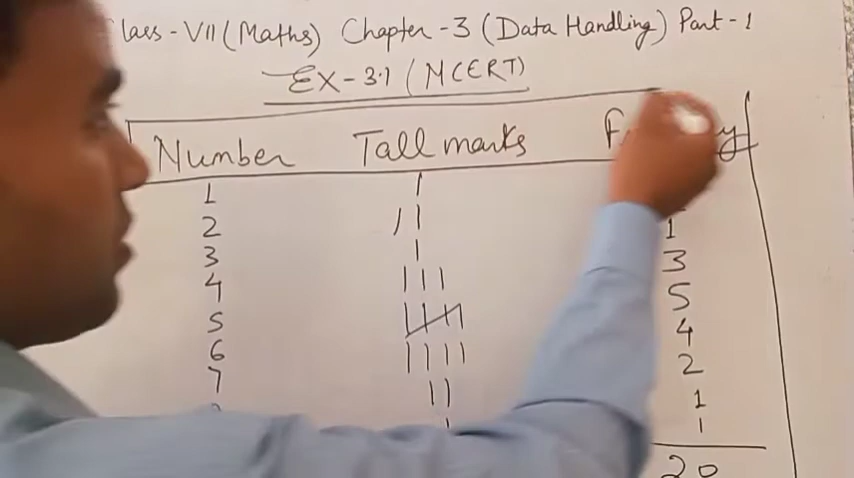 lass - VII (Maths) Chapter - 3 (Data Handling) Part - 1
EX - 3.1 (NCERT)
Number Tall marks
1 |
2 || 1
3 | 3
4 ||| 5
5 4
6 |||| 2
7 || 1
1
20